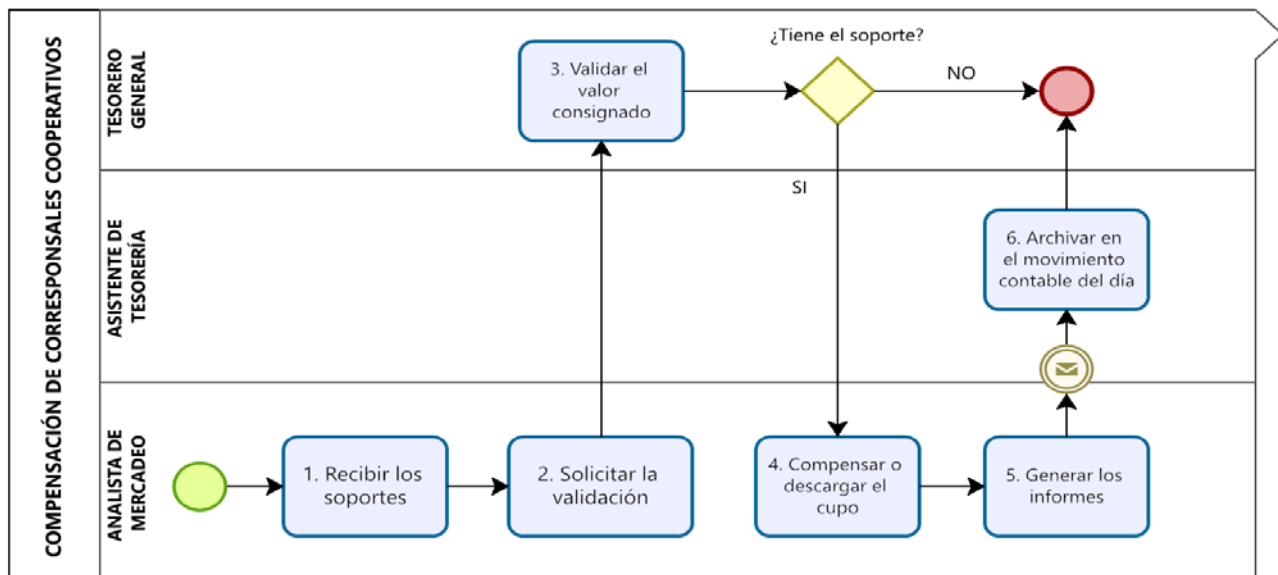 COMPENSACIÓN DE CORRESPONSALES COOPERATIVOS
TESORERO
GENERAL
3. Validar el
valor
consignado
¿Tiene el soporte?
NO
SI
ASISTENTE DE
TESORERÍA
6. Archivar en
el movimiento
contable del día
ANALISTA DE
MERCADEO
1. Recibir los
soportes
2. Solicitar la
validación
4. Compensar o
descargar el
cupo
5. Generar los
informes